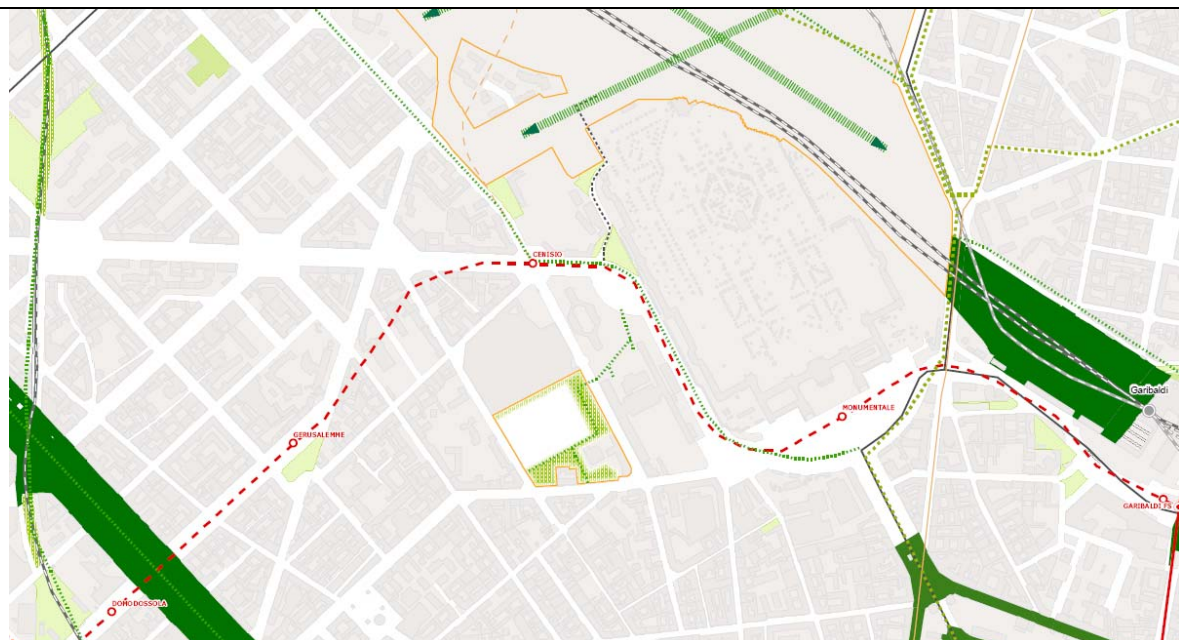 CENISIO
Garibaldi
MONUMENTALE
GERUSALEMME
GARIBALDI FS
DOMODOSSOLA